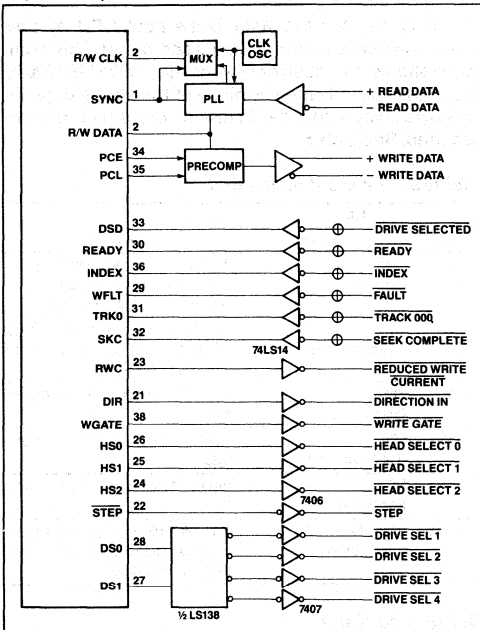 CLK
OSC
R/W CLK 2 MUX
SYNC 1 PLL + READ DATA
− READ DATA
R/W DATA 2
PCE 34 PRECOMP + WRITE DATA
PCL 35 − WRITE DATA
DSD 33 DRIVE SELECTED
READY 30 READY
INDEX 36 INDEX
WFLT 29 FAULT
TRK0 31 TRACK 000
SKC 32 SEEK COMPLETE
74LS14
RWC 23 REDUCED WRITE
CURRENT
DIR 21 DIRECTION IN
WGATE 38 WRITE GATE
HS0 26 HEAD SELECT 0
HS1 25 HEAD SELECT 1
HS2 24 HEAD SELECT 2
7406
STEP 22 STEP
DS0 28 DRIVE SEL 1
DRIVE SEL 2
DS1 27 DRIVE SEL 3
DRIVE SEL 4
7407
½ LS138